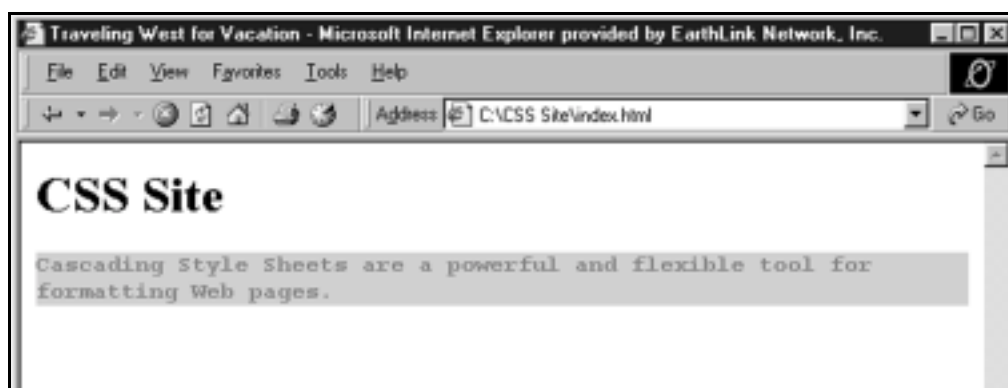 Traveling West for Vacation - Microsoft Internet Explorer provided by EarthLink Network, Inc.
File Edit View Favorites Tools Help
Address C:\CSS Site\index.html Go
CSS Site
Cascading Style Sheets are a powerful and flexible tool for
formatting Web pages.